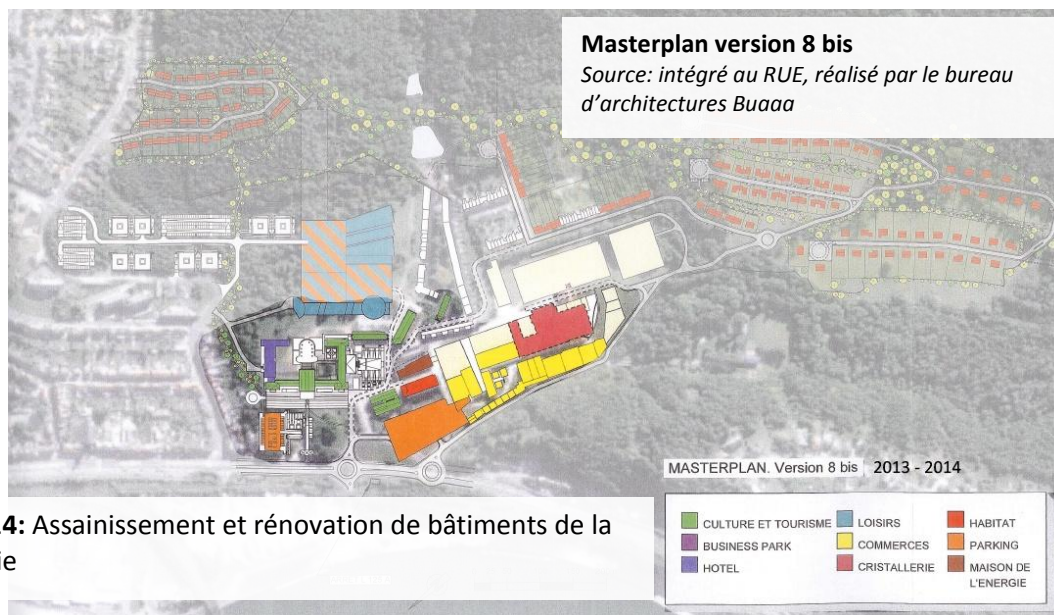 Masterplan version 8 bis
Source: intégré au RUE, réalisé par le bureau
d'architectures Buaaa
MASTERPLAN. Version 8 bis 2013 - 2014
4: Assainissement et rénovation de bâtiments de la
ie
CULTURE ET TOURISME
BUSINESS PARK
HOTEL
LOISIRS
COMMERCES
CRISTALLERIE
HABITAT
PARKING
MAISON DE
L'ENERGIE